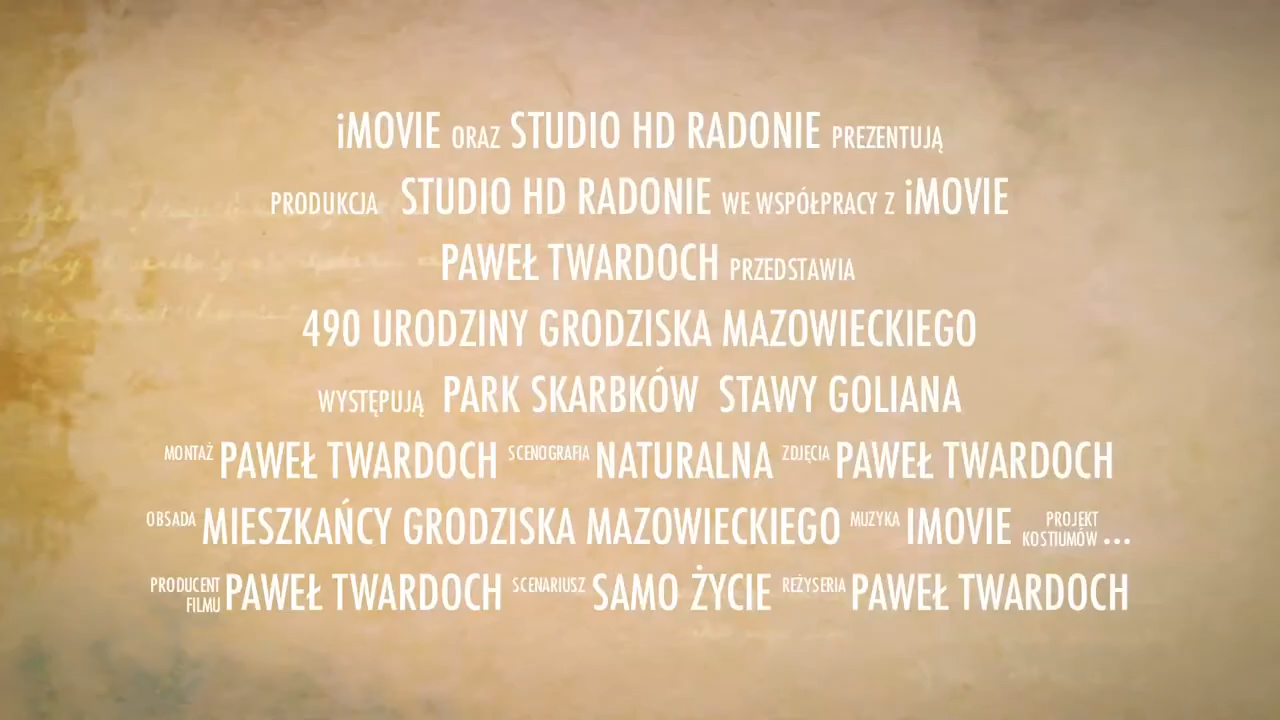 iMOVIE ORAZ STUDIO HD RADONIE PREZENTUJĄ
PRODUKCJA STUDIO HD RADONIE WE WSPÓŁPRACY Z iMOVIE
PAWEŁ TWARDOCH PRZEDSTAWIA
490 URODZINY GRODZISKA MAZOWIECKIEGO
WYSTĘPUJĄ PARK SKARBKÓW STAWY GOLIANA
MONTAŻ PAWEŁ TWARDOCH SCENOGRAFIA NATURALNA ZDJĘCIA PAWEŁ TWARDOCH
OBSADA MIESZKAŃCY GRODZISKA MAZOWIECKIEGO MUZYKA IMOVIE PROJEKT KOSTIUMÓW ...
PRODUCENT FILMU PAWEŁ TWARDOCH SCENARIUSZ SAMO ŻYCIE REŻYSERIA PAWEŁ TWARDOCH